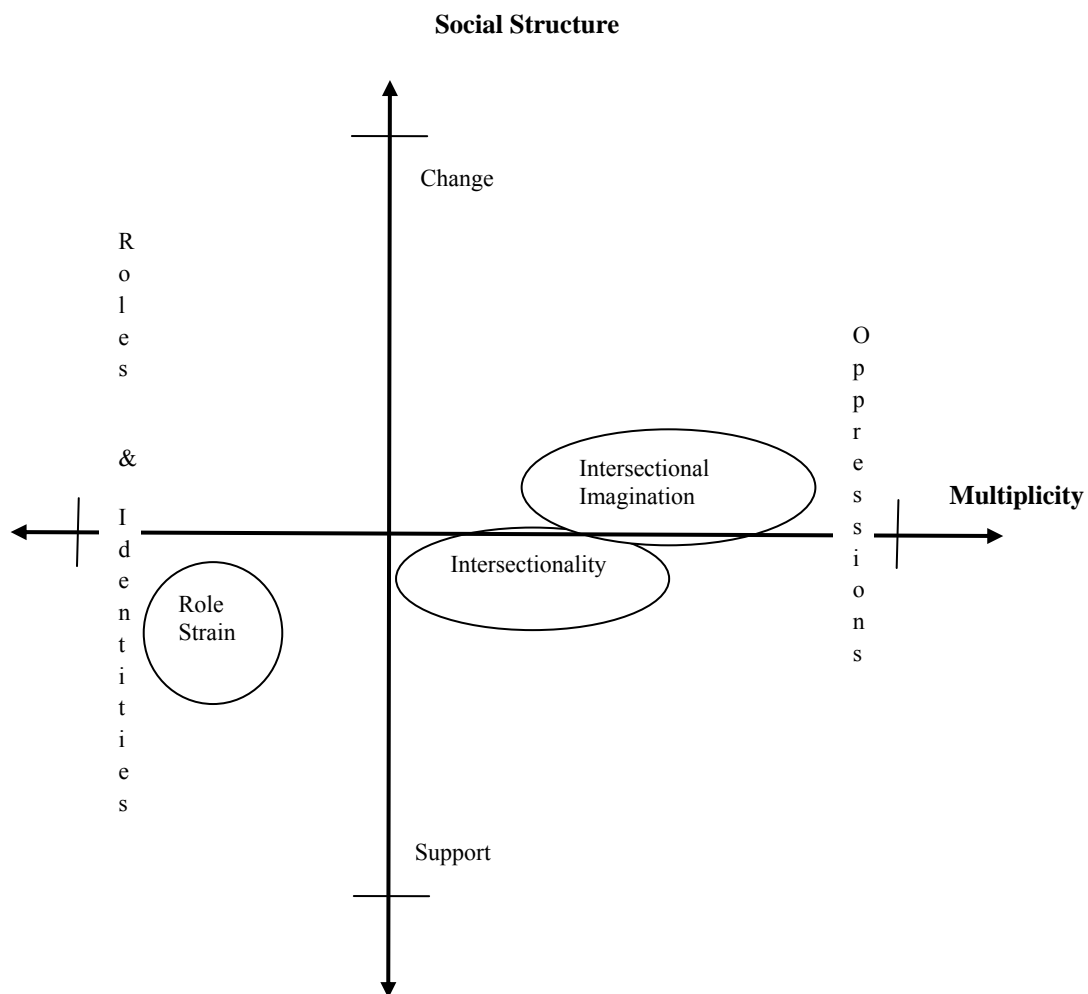 Social Structure
Change
Roles & Identities
Oppressions
Intersectional
Imagination
Multiplicity
Intersectionality
Role
Strain
Support